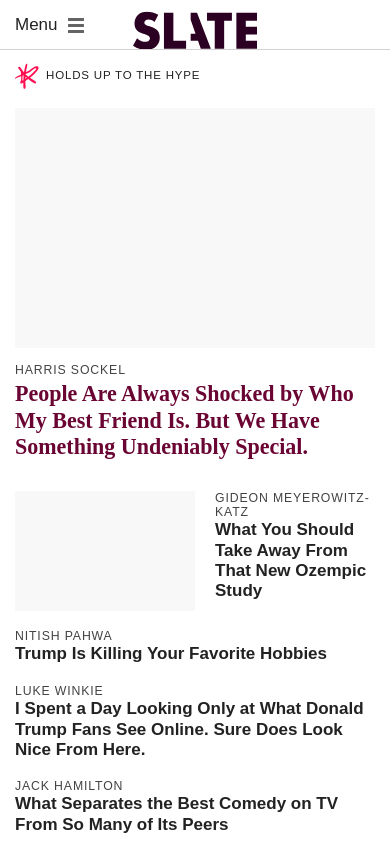 Menu
SLATE
HOLDS UP TO THE HYPE
HARRIS SOCKEL
People Are Always Shocked by Who
My Best Friend Is. But We Have
Something Undeniably Special.
GIDEON MEYEROWITZ-
KATZ
What You Should
Take Away From
That New Ozempic
Study
NITISH PAHWA
Trump Is Killing Your Favorite Hobbies
LUKE WINKIE
I Spent a Day Looking Only at What Donald
Trump Fans See Online. Sure Does Look
Nice From Here.
JACK HAMILTON
What Separates the Best Comedy on TV
From So Many of Its Peers